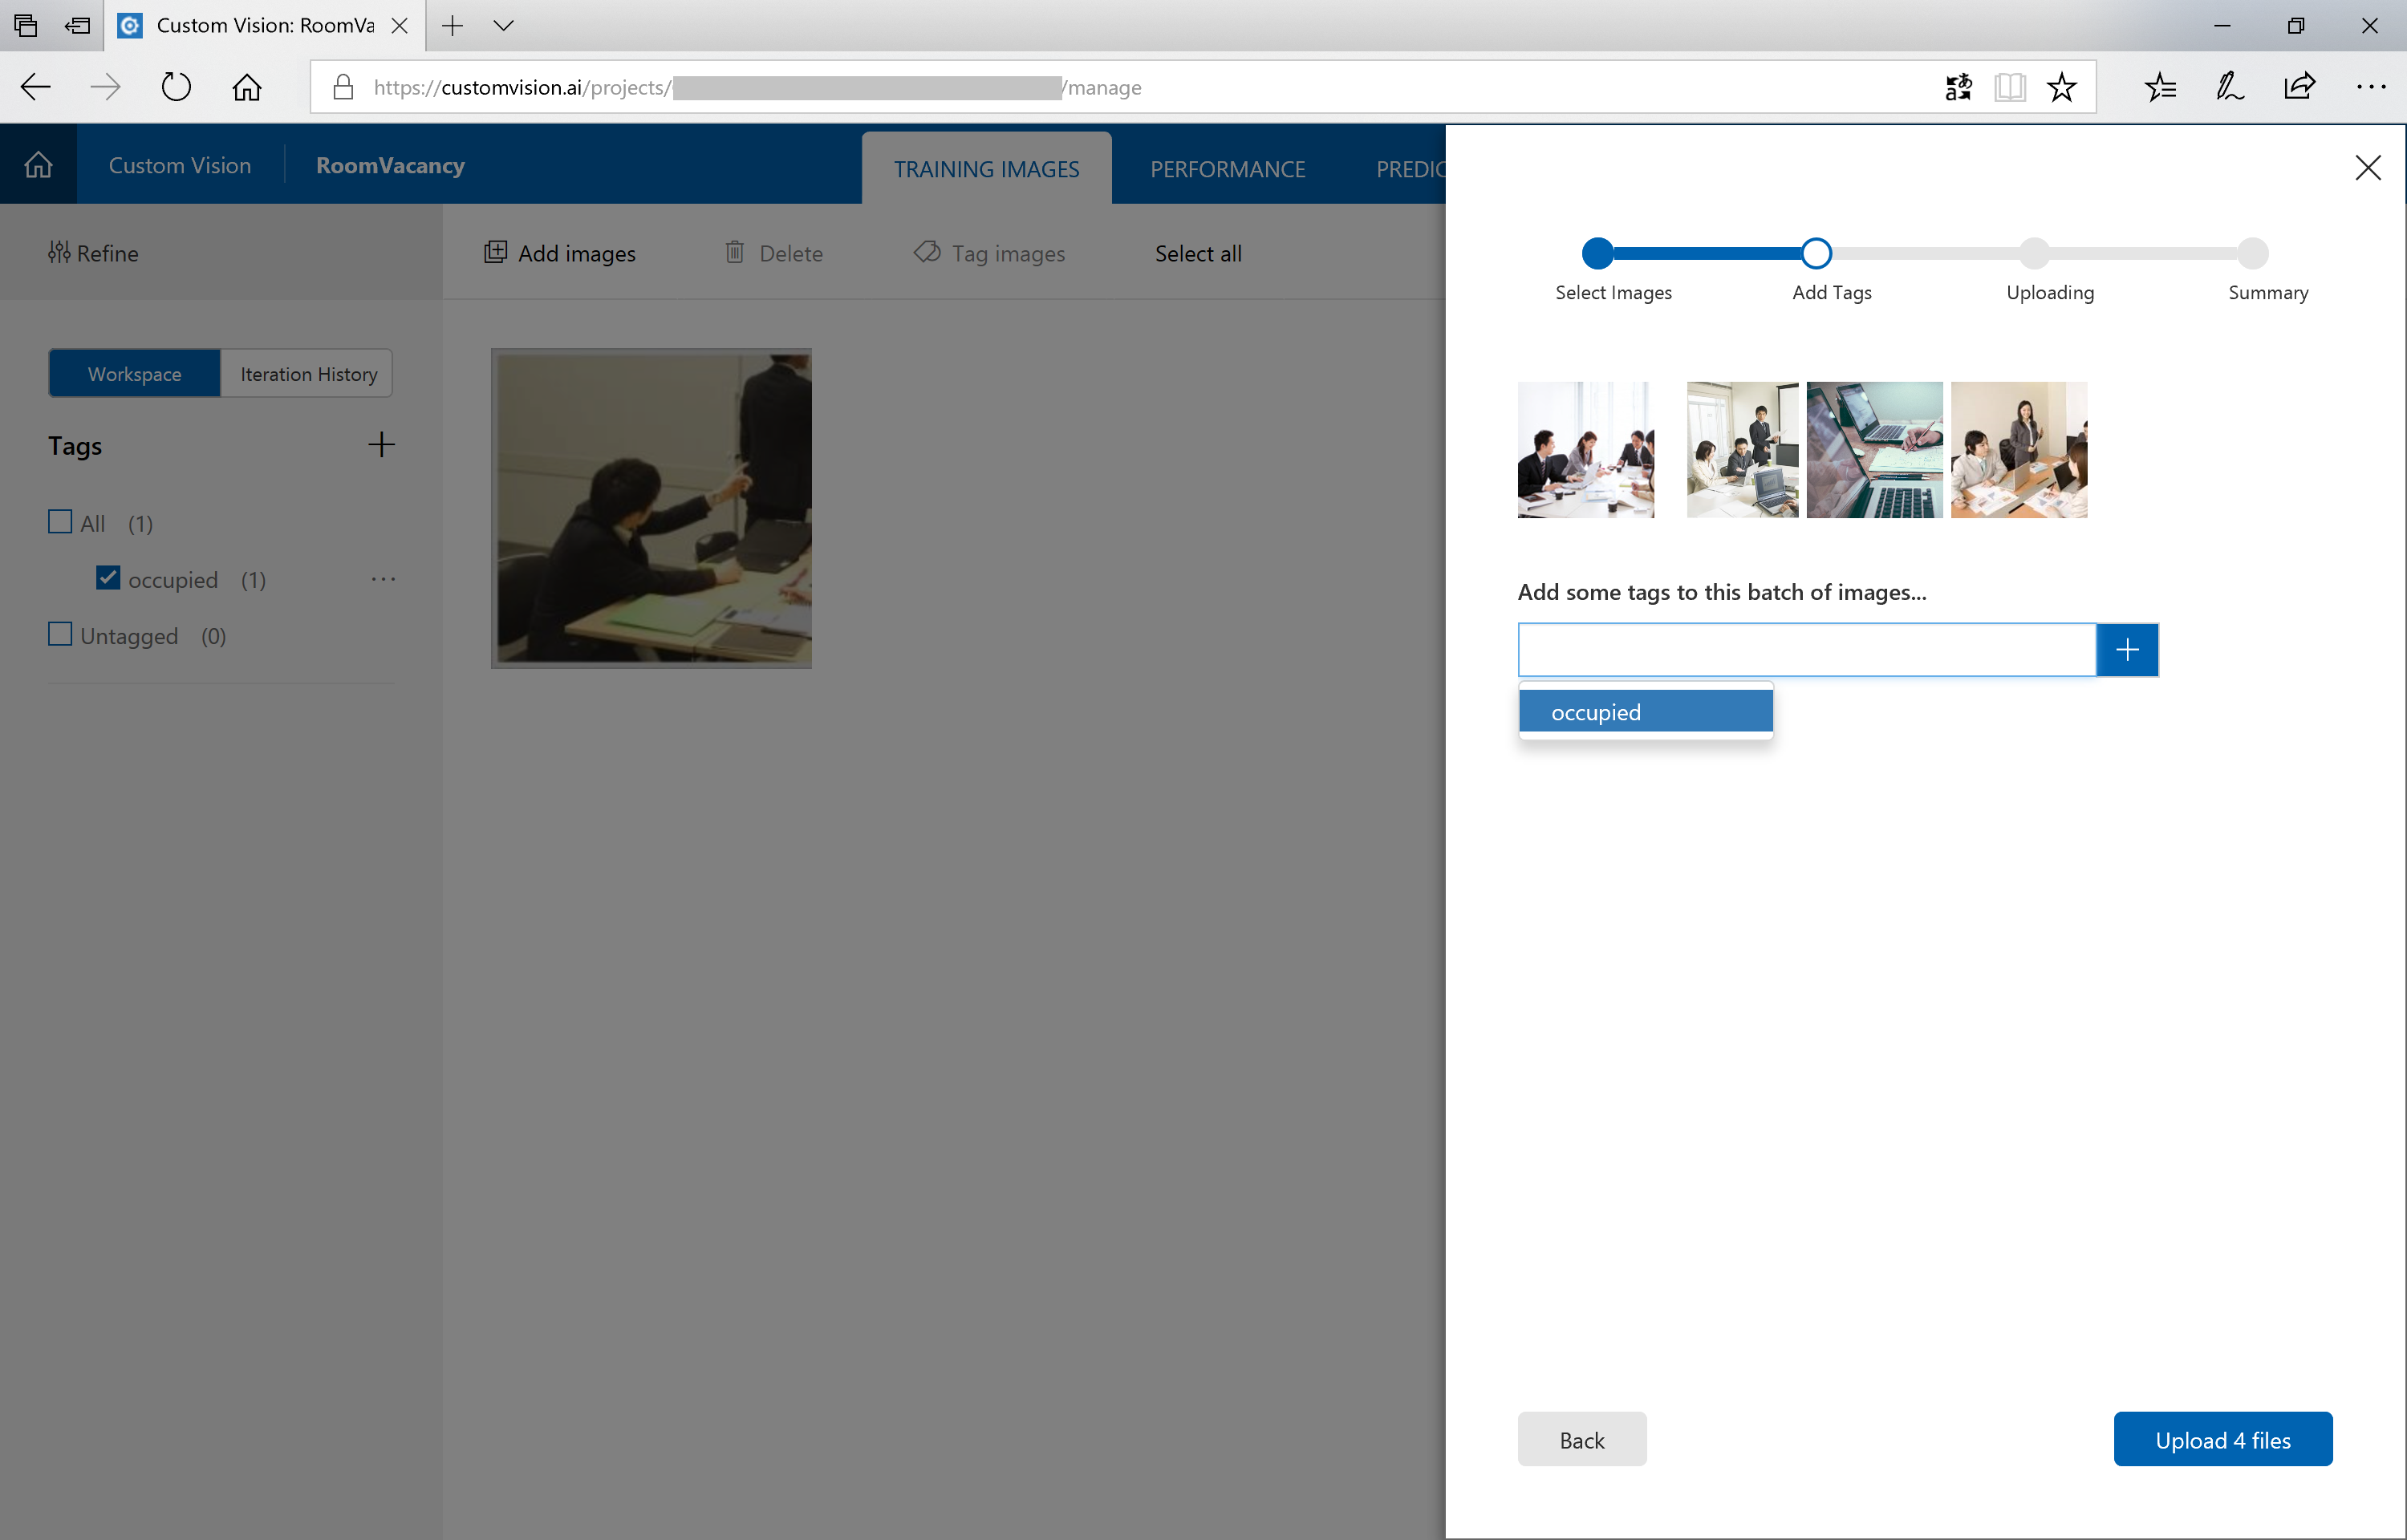 Custom Vision: RoomVa
https://customvision.ai/projects/ /manage
Custom Vision
RoomVacancy
TRAINING IMAGES
PERFORMANCE
PREDIC
Refine
Add images
Delete
Tag images
Select all
Workspace
Iteration History
Tags
All (1)
occupied (1)
Untagged (0)
Select Images
Add Tags
Uploading
Summary
Add some tags to this batch of images...
occupied
Back
Upload 4 files